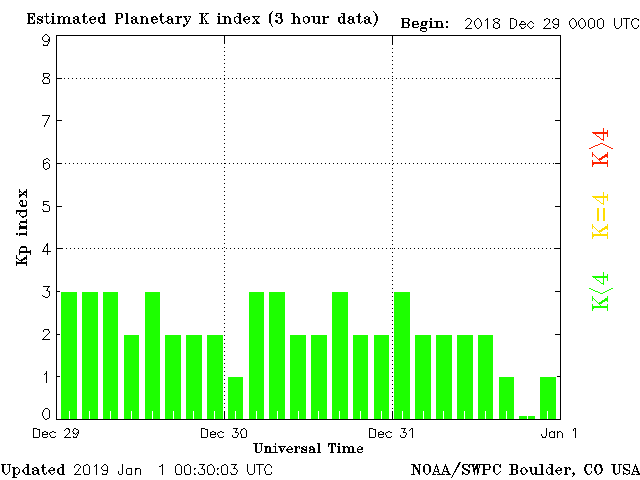 Estimated Planetary K index (3 hour data) Begin: 2018 Dec 29 0000 UTC
9
8
7
6
5
4
3
2
1
0
Kp index
K<4 K=4 K>4
Dec 29 Dec 30 Dec 31 Jan 1
Universal Time
Updated 2019 Jan 1 00:30:03 UTC NOAA/SWPC Boulder, CO USA